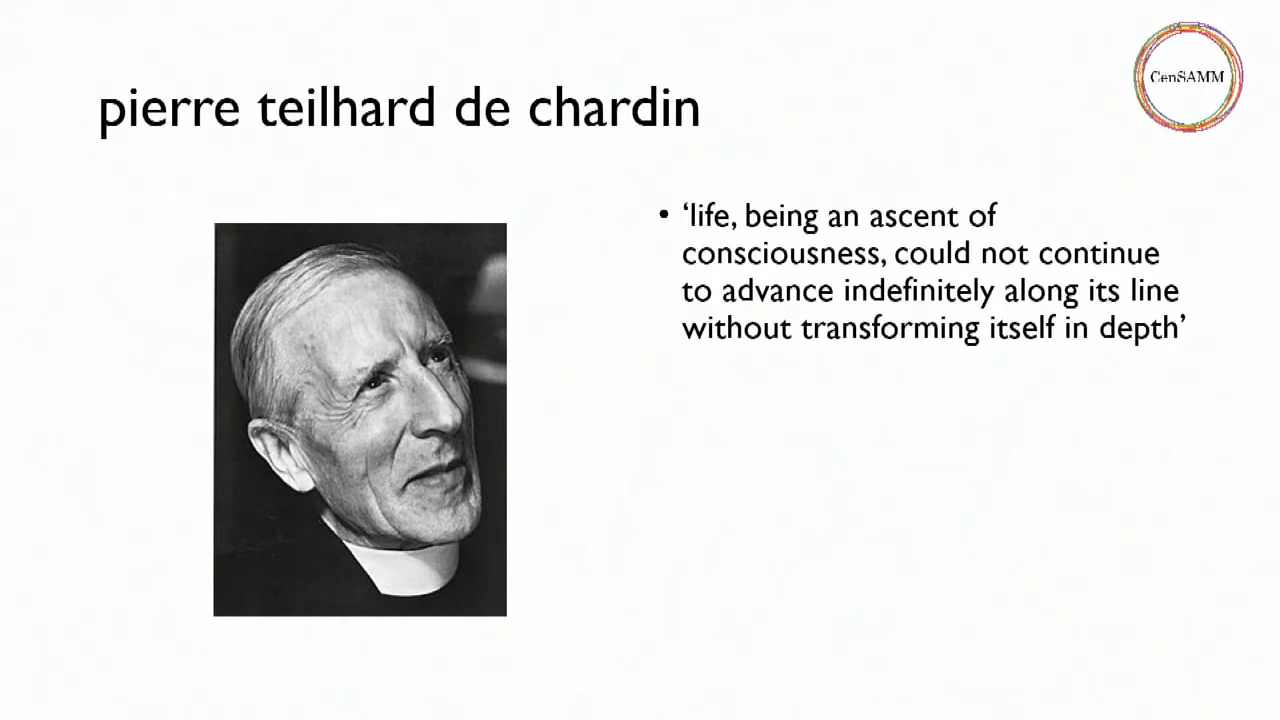 pierre teilhard de chardin
CenSAMM
• ‘life, being an ascent of
consciousness, could not continue
to advance indefinitely along its line
without transforming itself in depth’